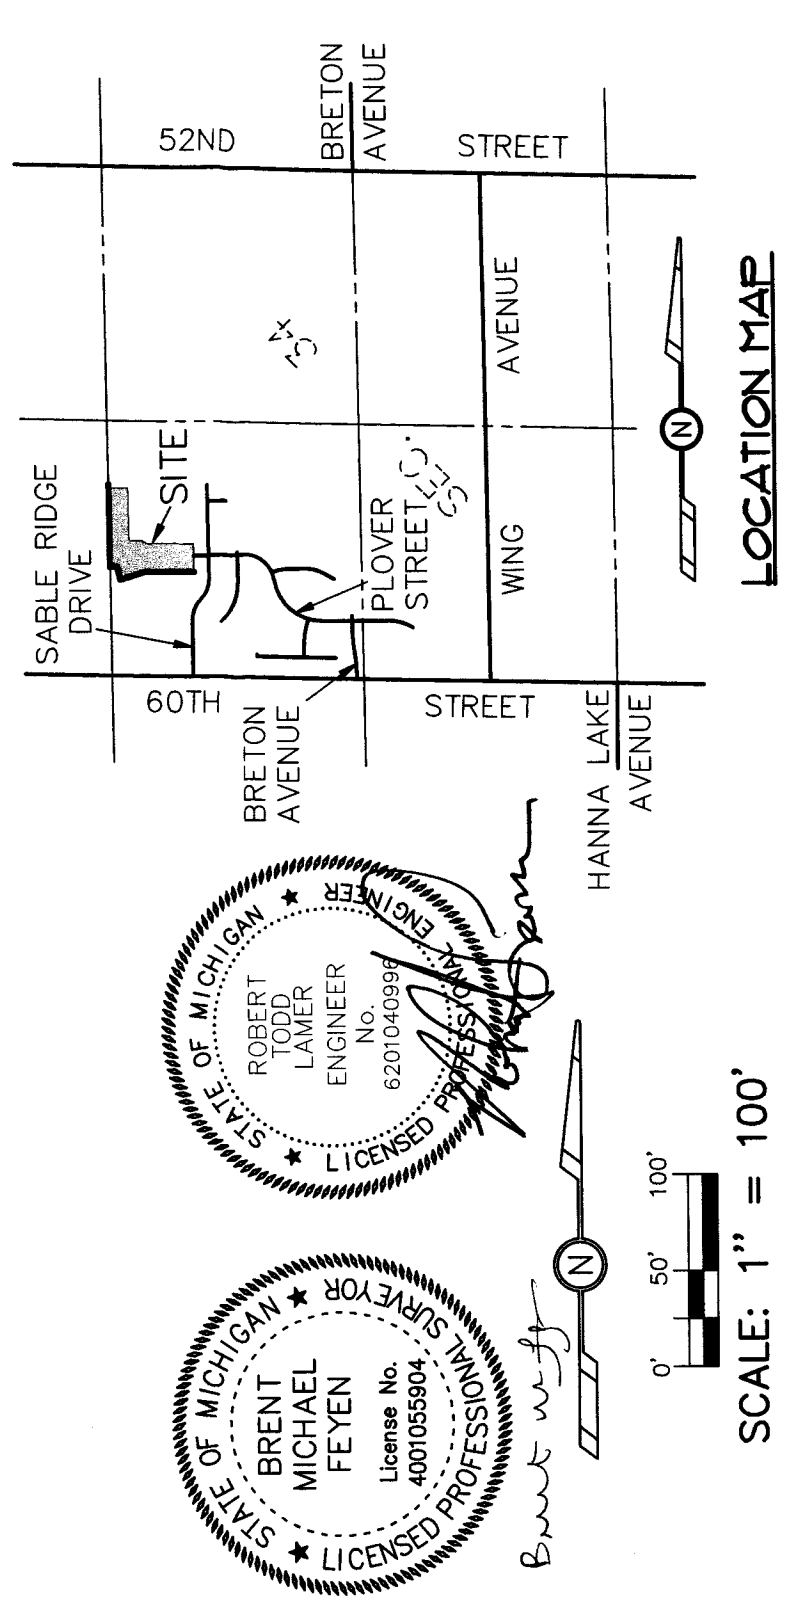 STATE OF MICHIGAN
BRENT
MICHAEL
FEYEN
License No.
4001055904
LICENSED PROFESSIONAL SURVEYOR
STATE OF MICHIGAN
ROBERT
TODD
LAMER
ENGINEER
No.
6201040996
LICENSED PROFESSIONAL ENGINEER
N
0' 50' 100'
SCALE: 1" = 100'
SABLE RIDGE
DRIVE
SITE
52ND
STREET
BRETON
AVENUE
60TH
STREET
BRETON
AVENUE
PLOVER
STREET
SEC.
34
WING
AVENUE
HANNA LAKE
AVENUE
N
LOCATION MAP